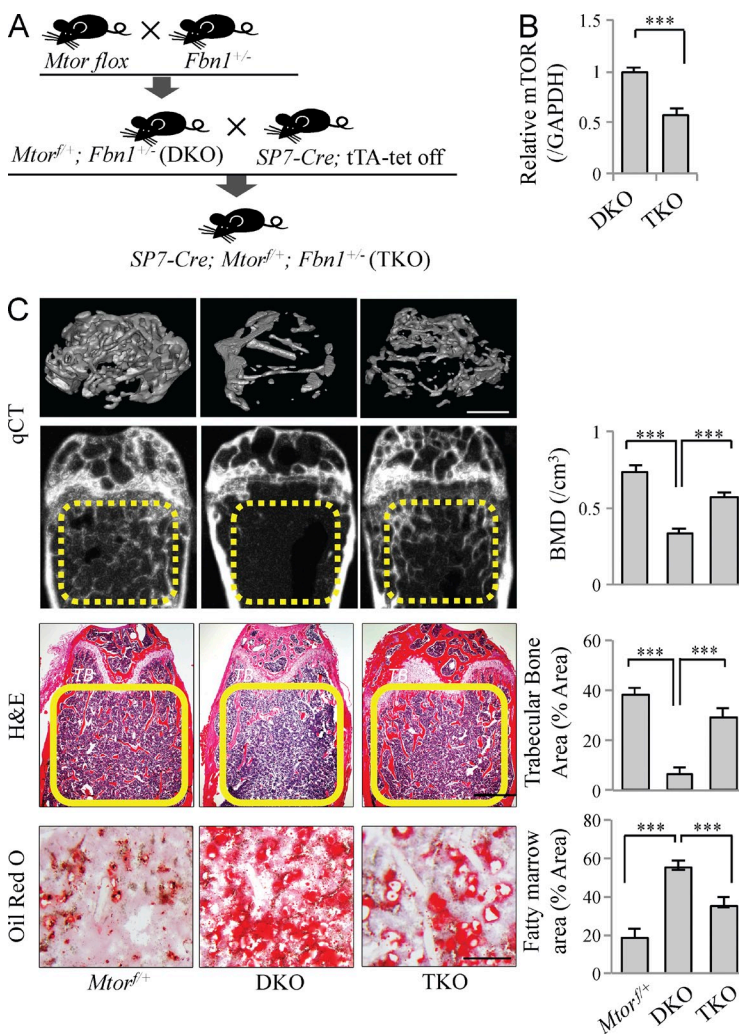 A
×
Mtor flox
Fbn1+/-
×
Mtorf/+; Fbn1+/- (DKO)
SP7-Cre; tTA-tet off
SP7-Cre; Mtorf/+; Fbn1+/- (TKO)
B
***
Relative mTOR
(/GAPDH)
1.5
1
0.5
0
DKO
TKO
C
qCT
***
***
BMD (/cm3)
1
0.5
0
H&E
TB
TB
TB
***
***
Trabecular Bone
Area (% Area)
60
40
20
0
Oil Red O
Mtorf/+
DKO
TKO
***
***
Fatty marrow
area (% Area)
80
60
40
20
0
Mtorf/+
DKO
TKO